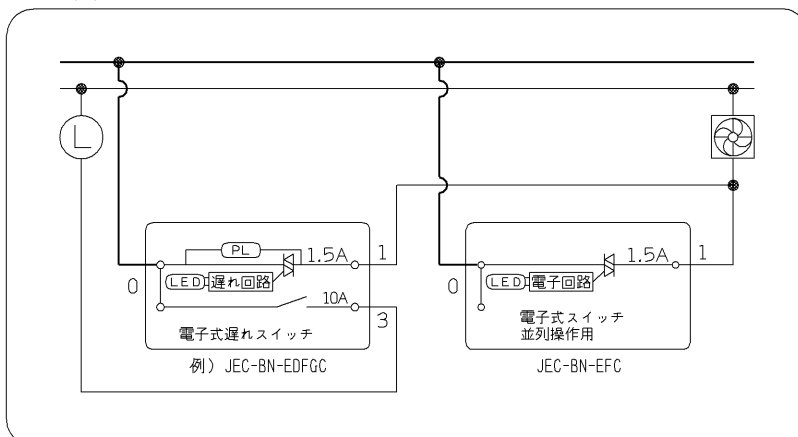 L
PL
1.5A
1
LED
遅れ回路
0
10A
3
電子式遅れスイッチ
例) JEC-BN-EDFGC
1.5A
1
LED
電子回路
0
電子式スイッチ
並列操作用
JEC-BN-EFC